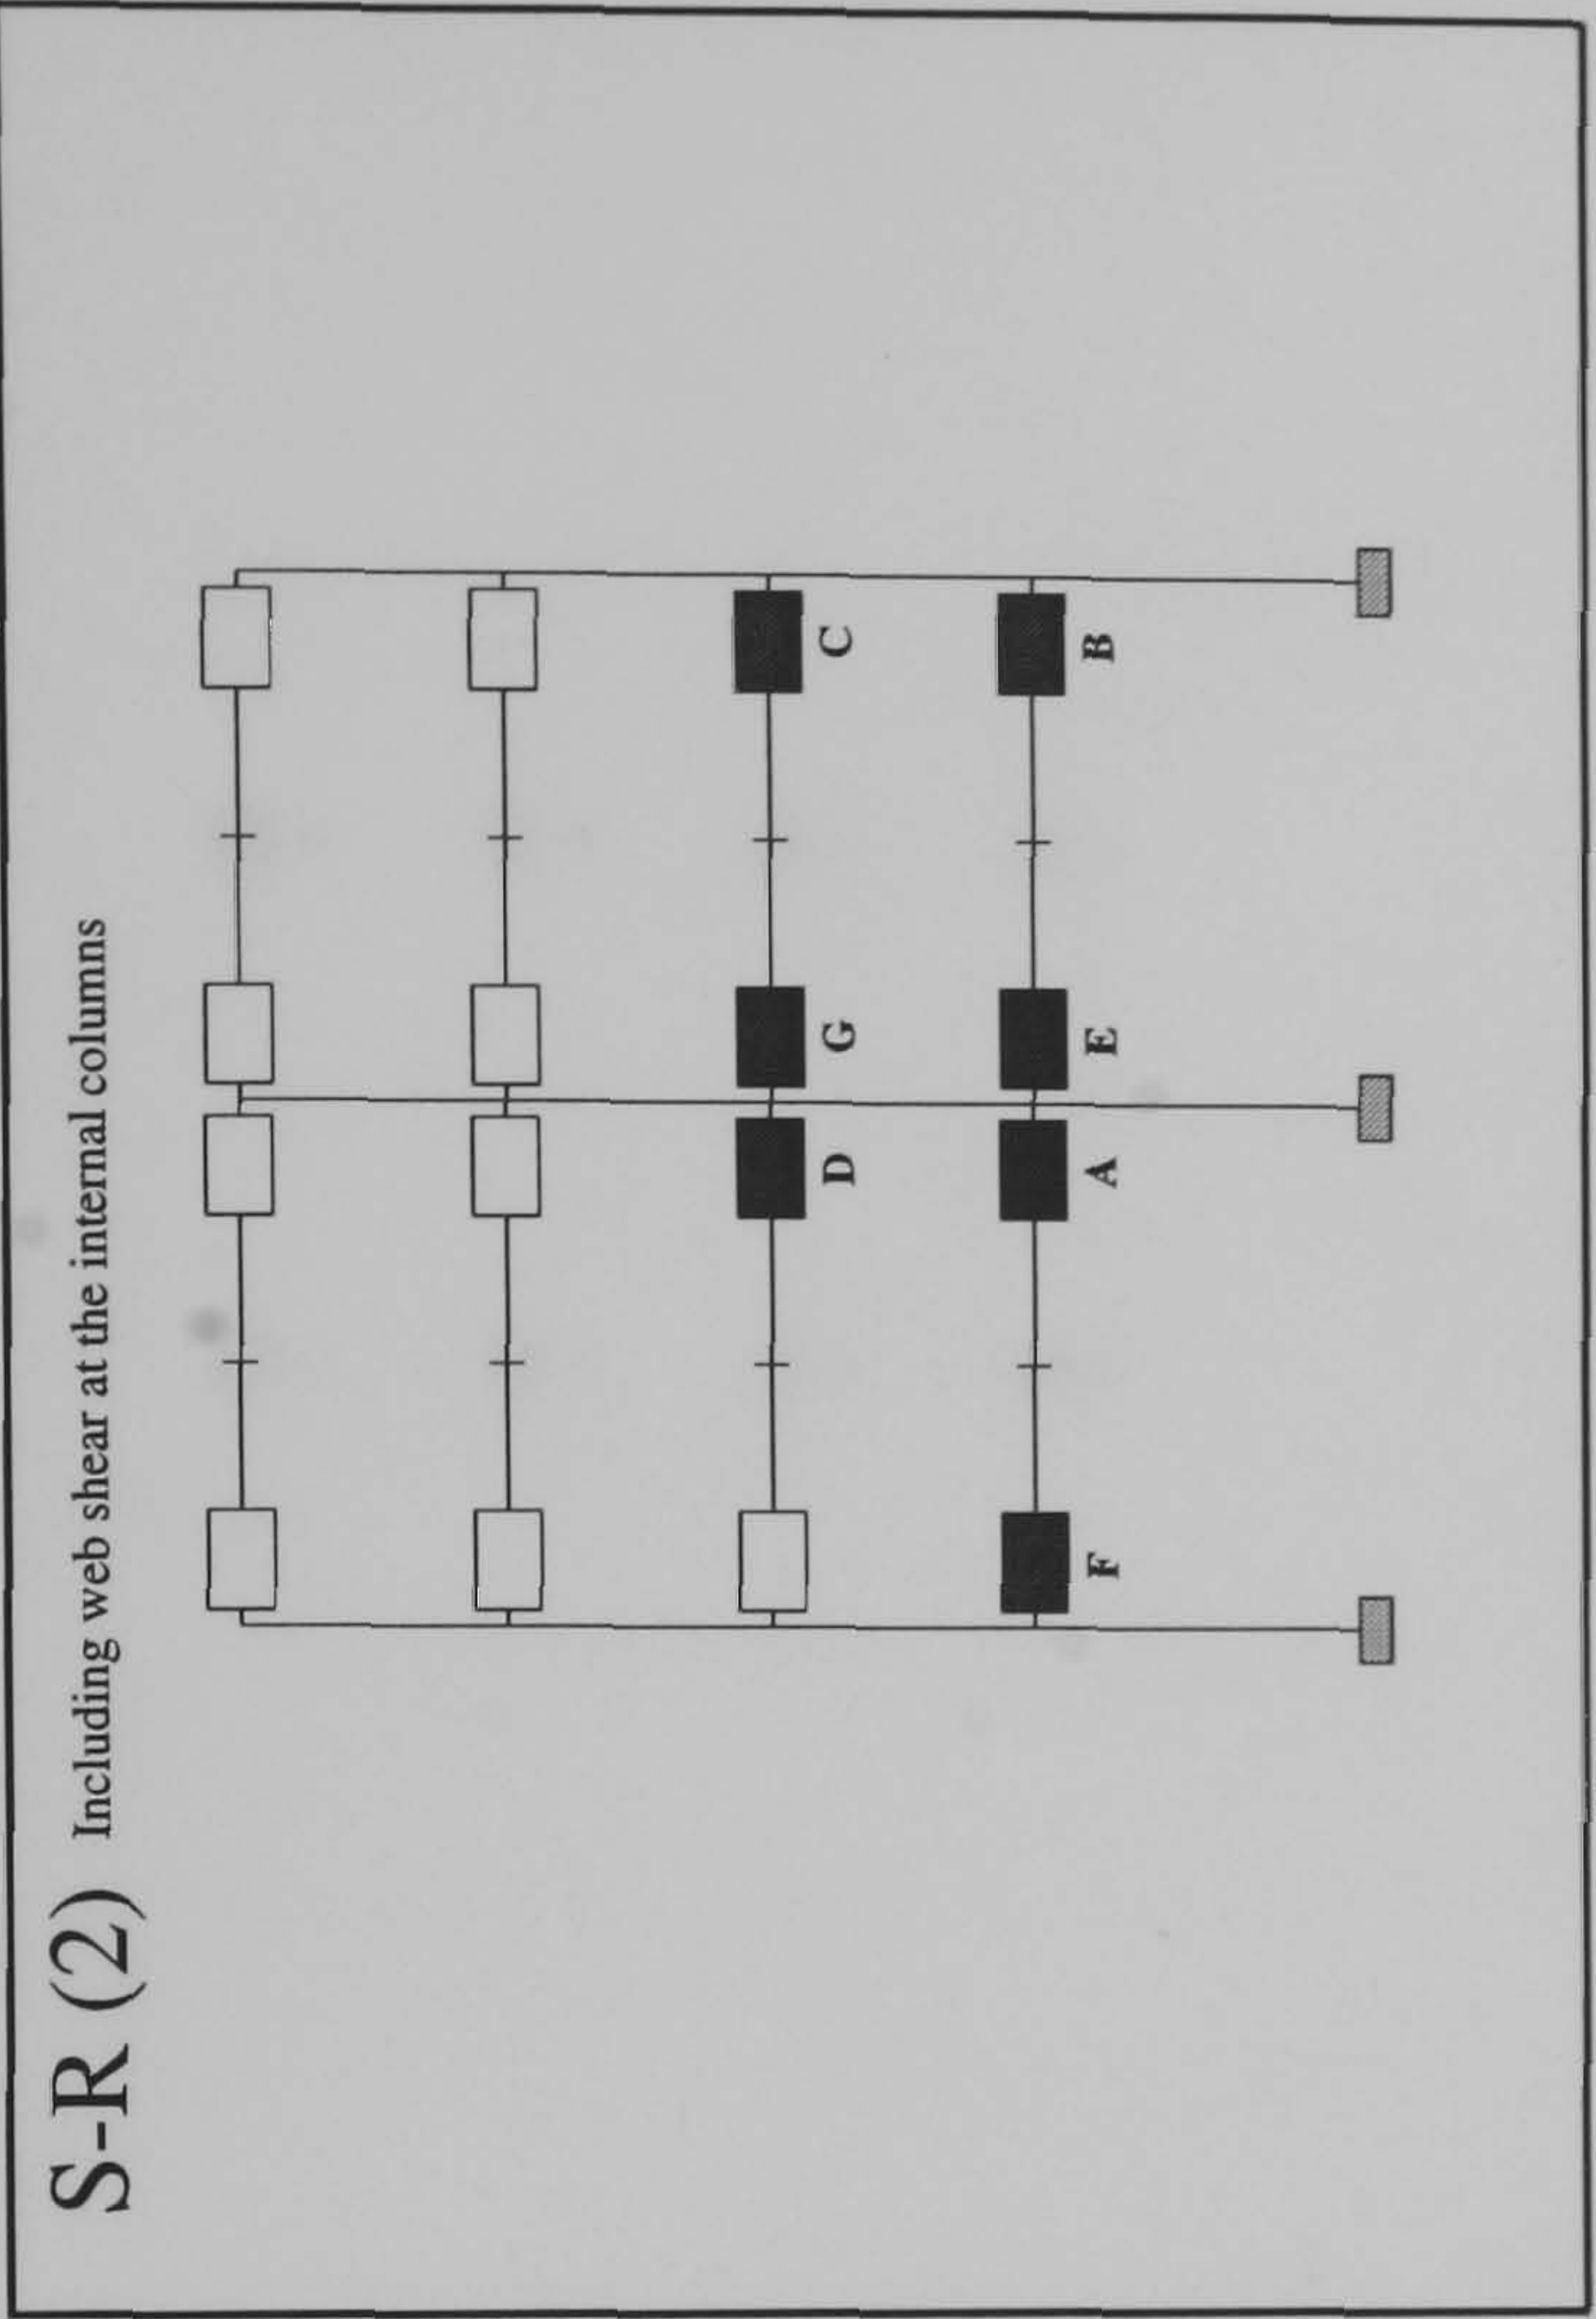 S-R (2) Including web shear at the internal columns
D G C
F A E B